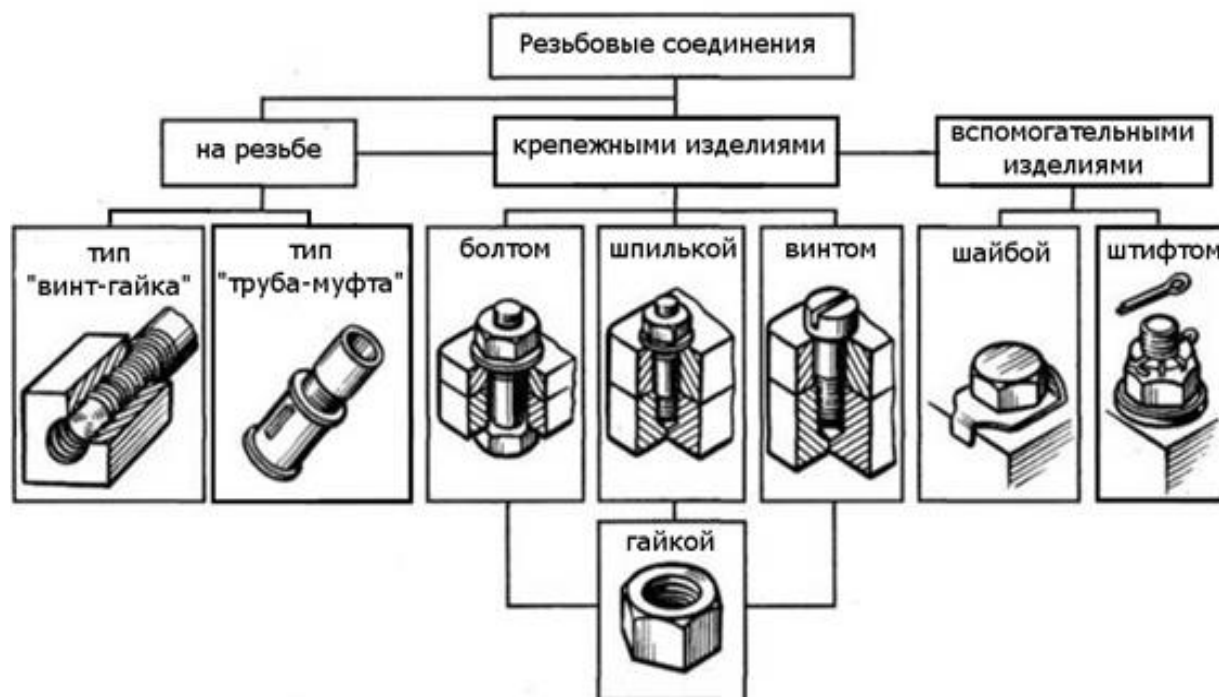 Резьбовые соединения
на резьбе
крепежными изделиями
вспомогательными
изделиями
тип
"винт-гайка"
тип
"труба-муфта"
болтом
шпилькой
винтом
шайбой
штифтом
гайкой